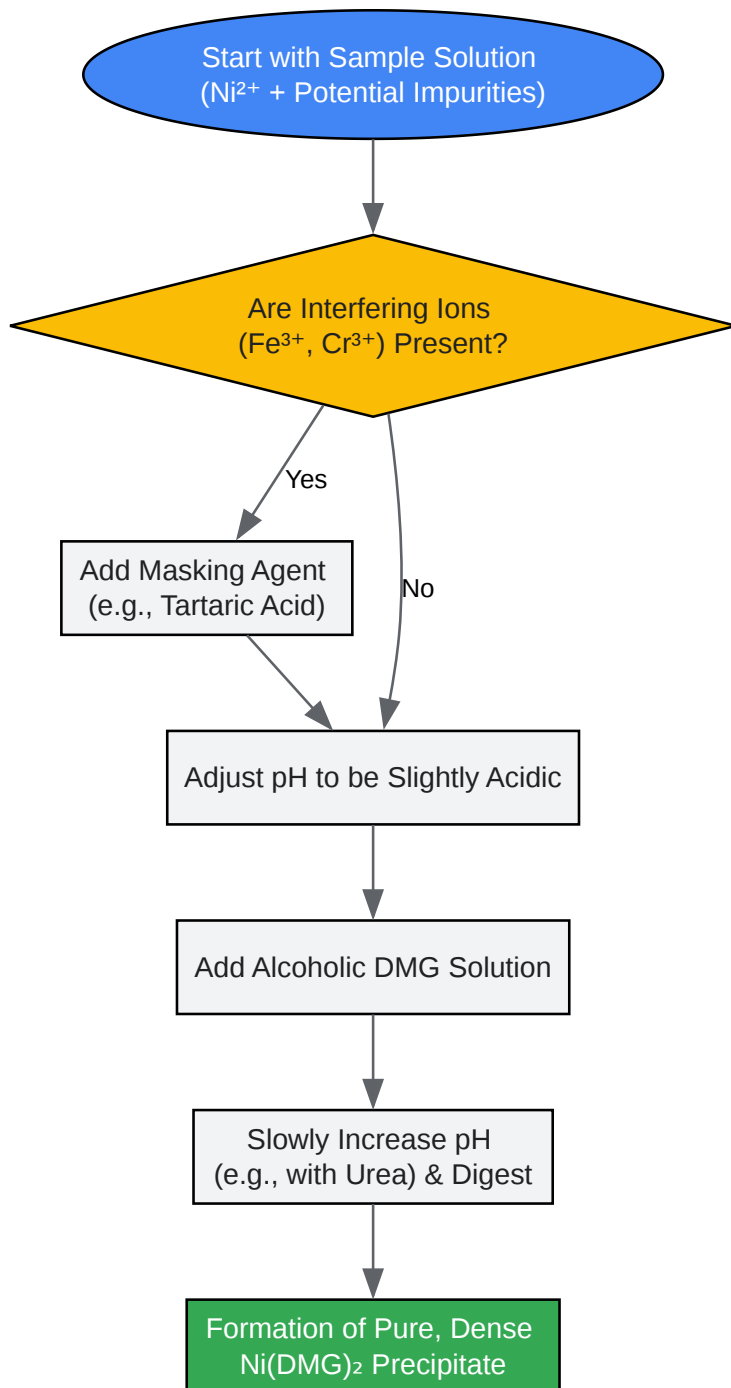 Start with Sample Solution
(Ni²⁺ + Potential Impurities)
Are Interfering Ions
(Fe³⁺, Cr³⁺) Present?
Yes
Add Masking Agent
(e.g., Tartaric Acid)
No
Adjust pH to be Slightly Acidic
Add Alcoholic DMG Solution
Slowly Increase pH
(e.g., with Urea) & Digest
Formation of Pure, Dense
Ni(DMG)₂ Precipitate